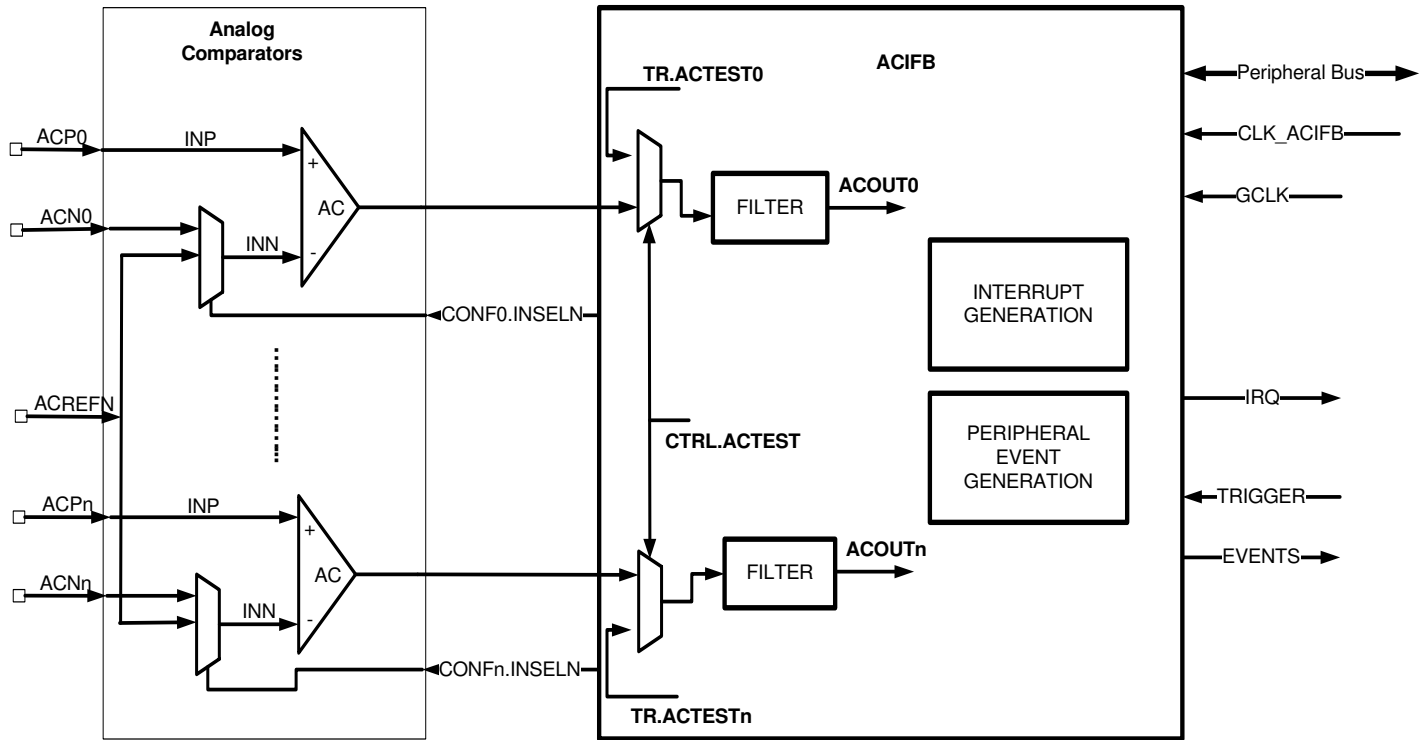 Analog
Comparators
ACIFB
TR.ACTEST0
Peripheral Bus
ACP0
INP
+
CLK_ACIFB
AC
ACOUT0
GCLK
FILTER
ACN0
INN
-
INTERRUPT
GENERATION
CONF0.INSELN
ACREFN
IRQ
CTRL.ACTEST
PERIPHERAL
EVENT
GENERATION
ACPn
INP
+
TRIGGER
ACOUTn
EVENTS
AC
FILTER
ACNn
INN
-
CONFn.INSELN
TR.ACTESTn